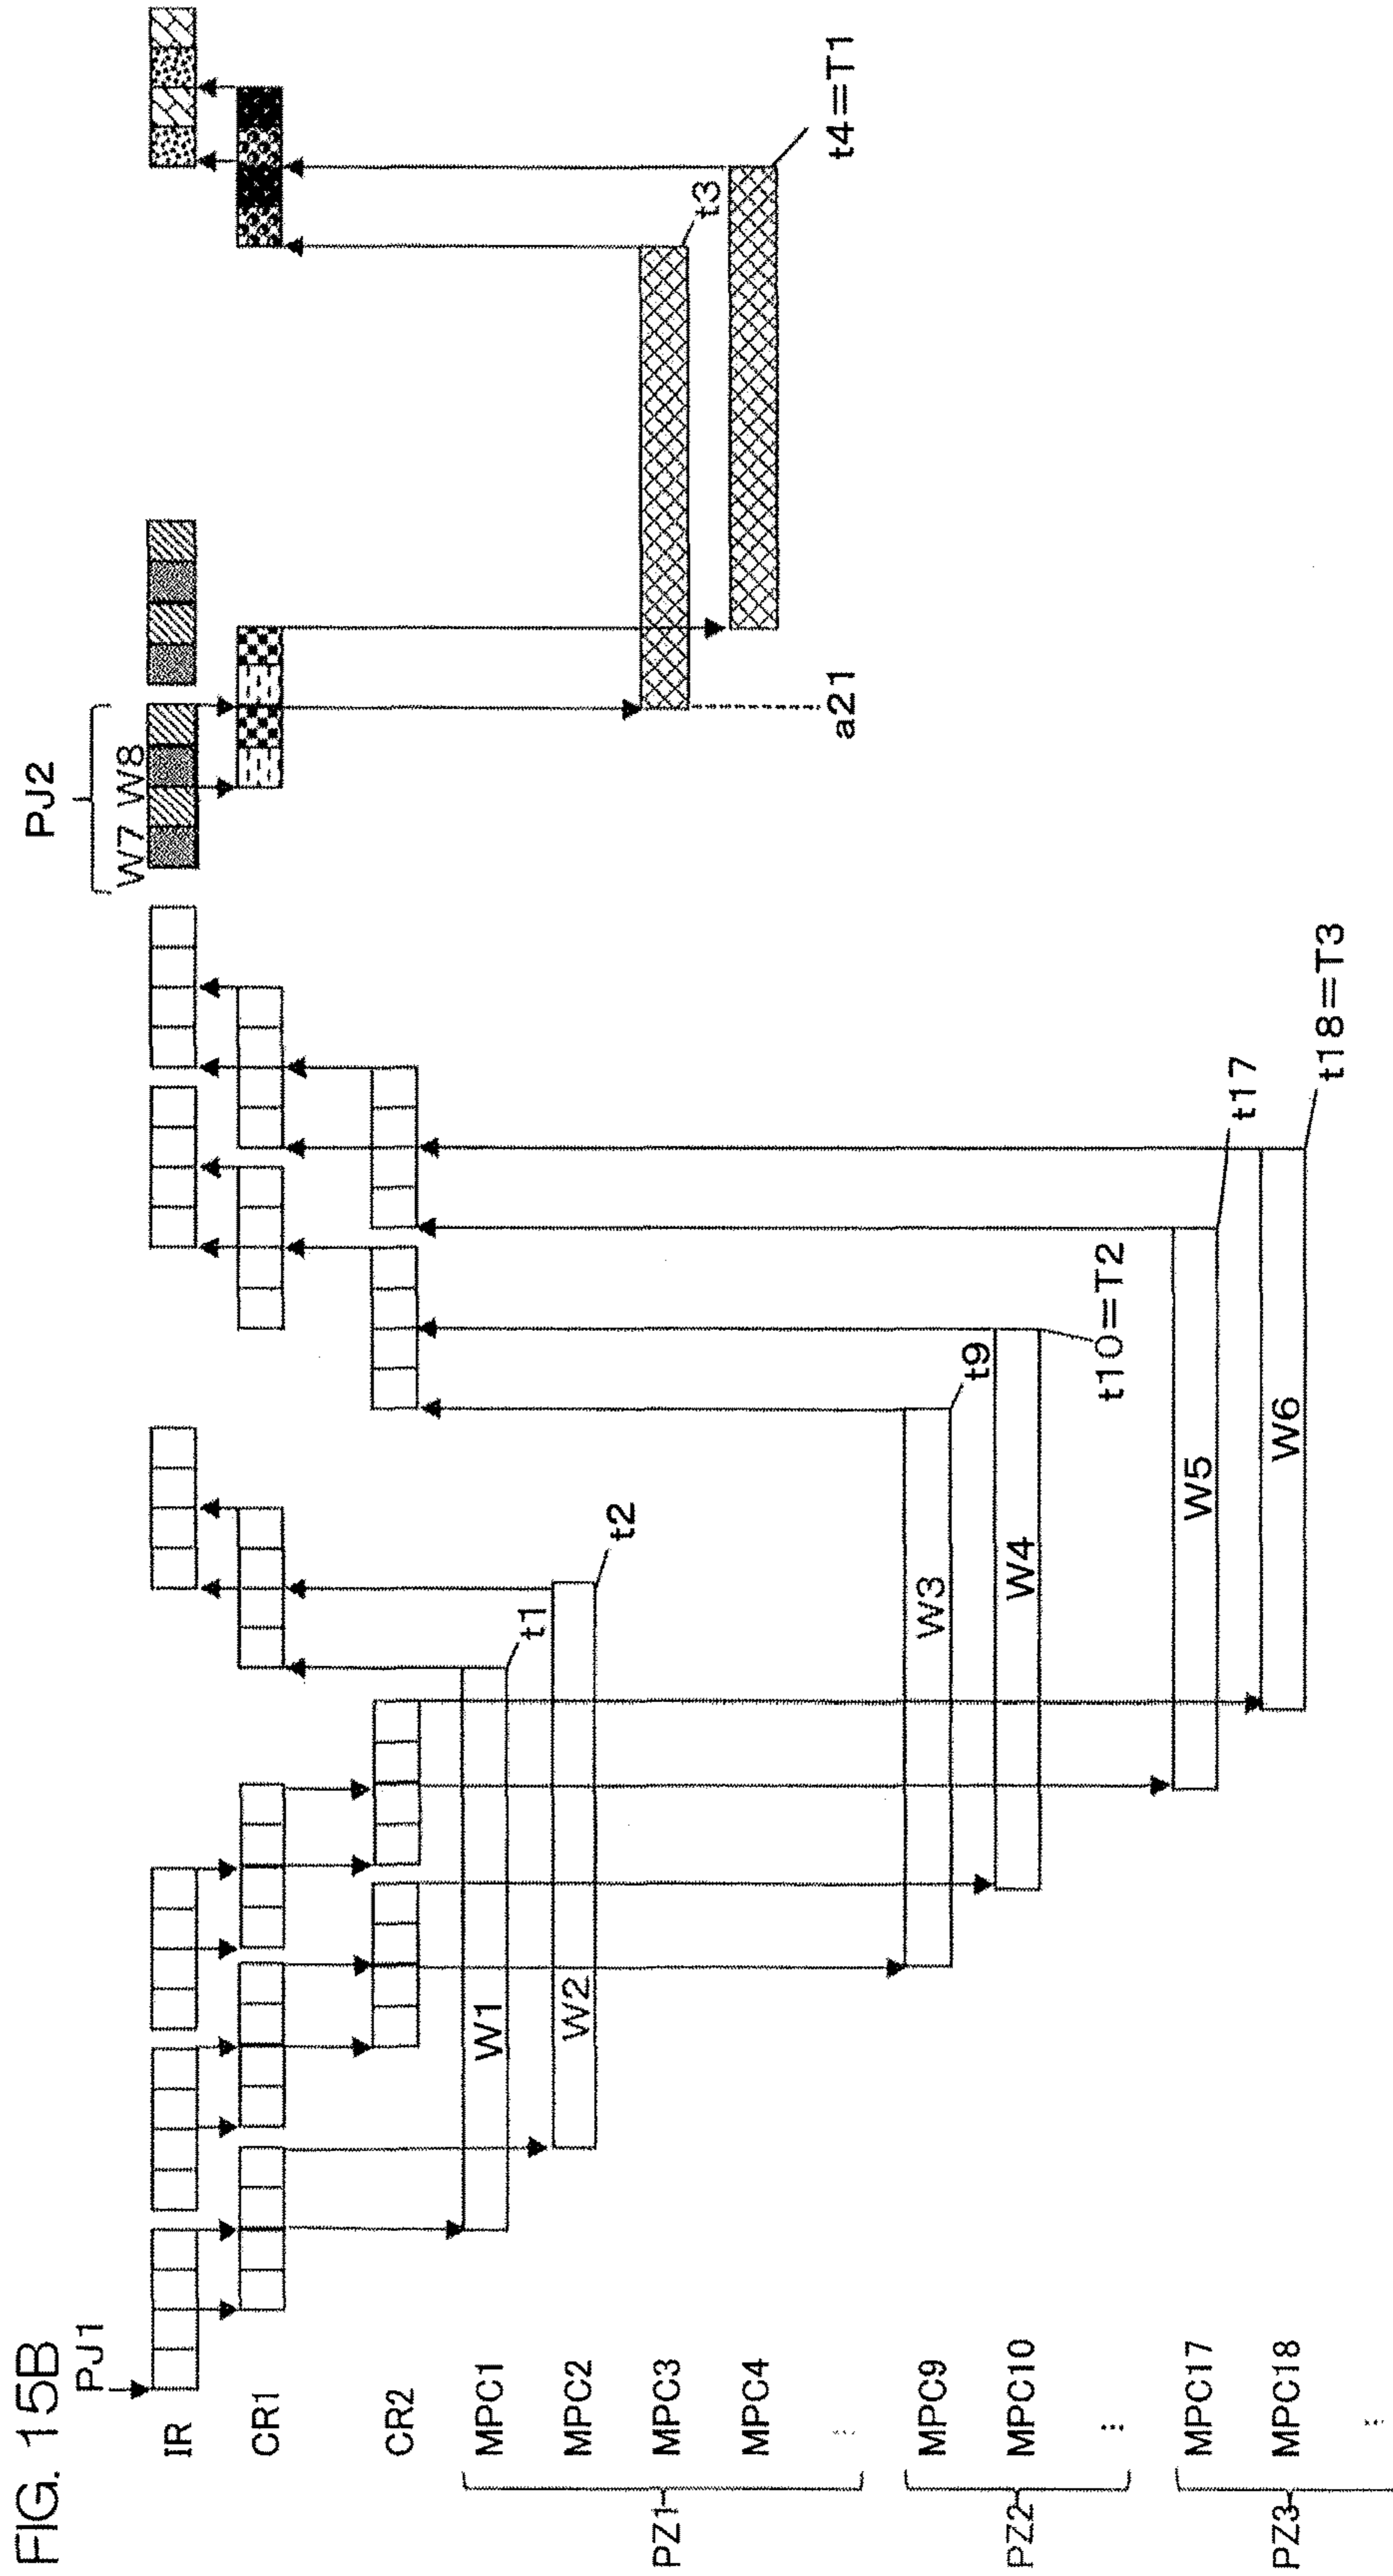 FIG. 15B
PJ1
PJ2
W7 W8
IR
CR1
CR2
MPC1
W1
t1
MPC2
W2
t2
MPC3
t3
MPC4
t4=T1
a21
⋮
PZ1
MPC9
W3
t9
MPC10
W4
t10=T2
⋮
PZ2
MPC17
W5
t17
MPC18
W6
t18=T3
⋮
PZ3